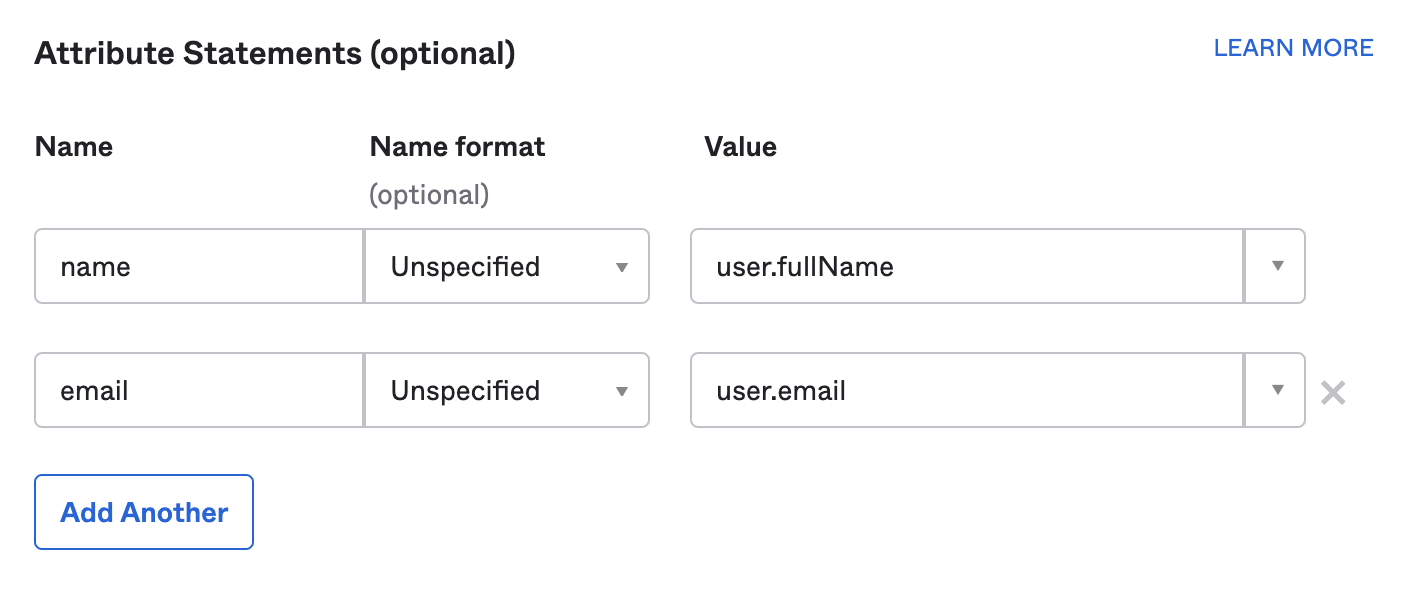 Attribute Statements (optional)
LEARN MORE
Name
Name format
Value
(optional)
name
Unspecified
user.fullName
email
Unspecified
user.email
Add Another